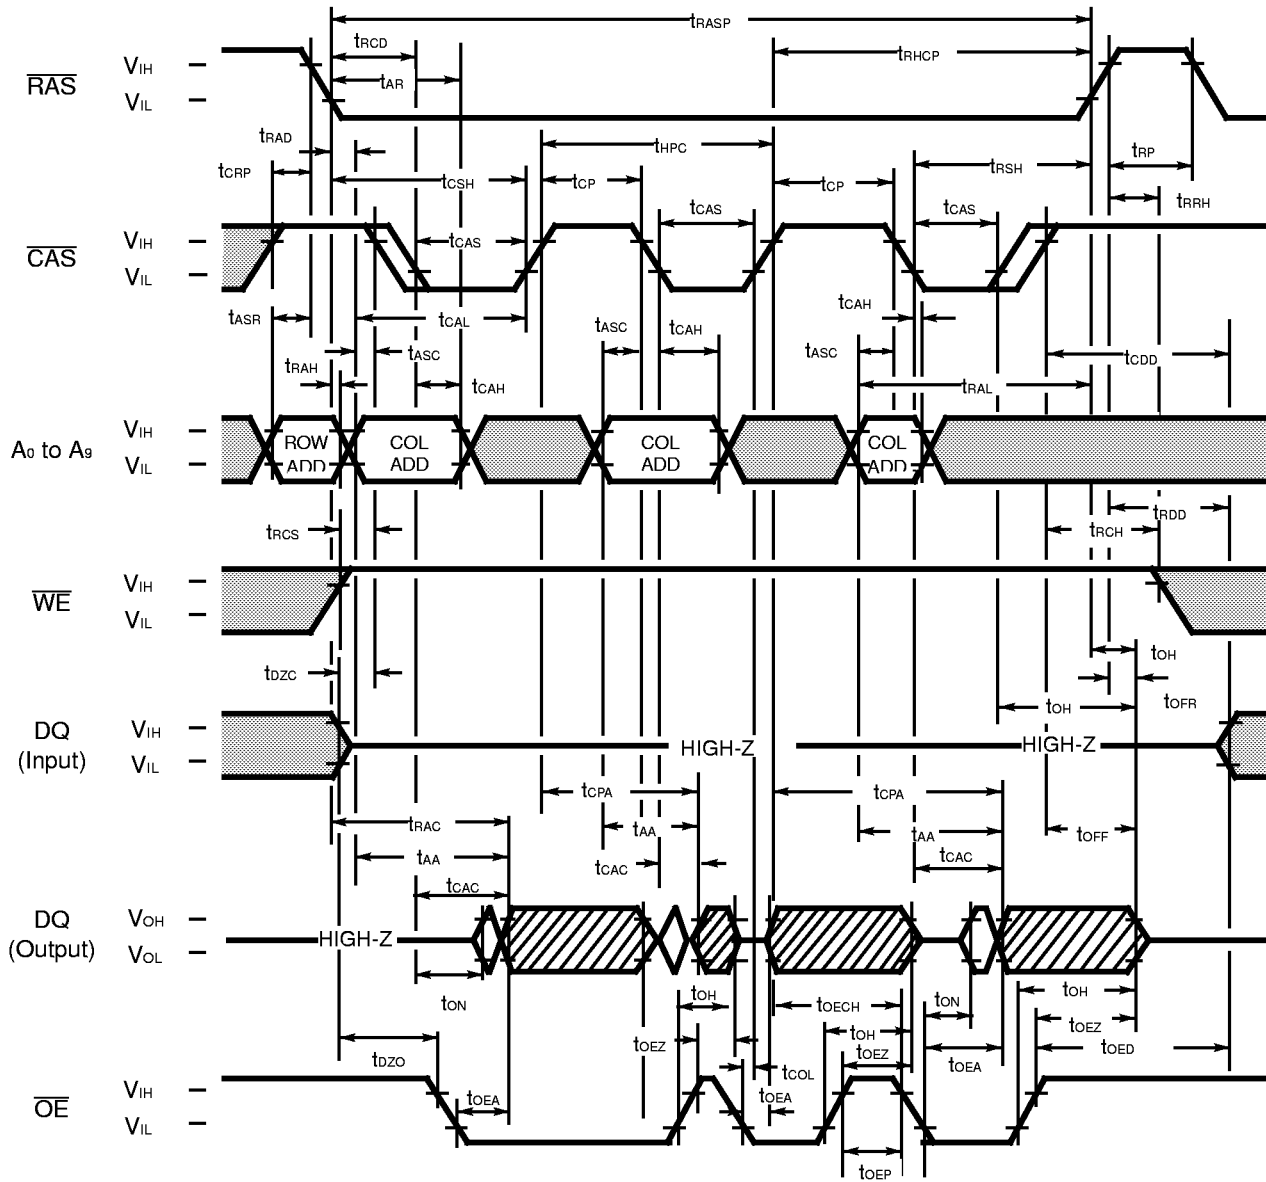 tRASP
tRCD
tRHCP
RAS
VIH
tAR
VIL
tRAD
tHPC
tRP
tCRP
tCSH
tCP
tCP
tRSH
tRRH
CAS
VIH
tCAS
tCAS
tCAS
VIL
tASR
tCAL
tASC
tCAH
tCAH
tRAH
tASC
tASC
tCDD
tCAH
tRAL
A0 to A9
VIH
ROW ADD
COL ADD
COL ADD
COL ADD
VIL
tRCS
tRCH
tRDD
WE
VIH
VIL
tOH
tDZC
tOH
tOFR
DQ (Input)
VIH
HIGH-Z
HIGH-Z
VIL
tCPA
tCPA
tRAC
tAA
tAA
tOFF
tAA
tCAC
tCAC
tCAC
DQ (Output)
VOH
HIGH-Z
VOL
tON
tOH
tOECH
tON
tOH
tDZO
tOEZ
tOH
tOEZ
tOEZ
tOED
tCOL
tOEA
OE
VIH
tOEA
tOEA
VIL
tOEP